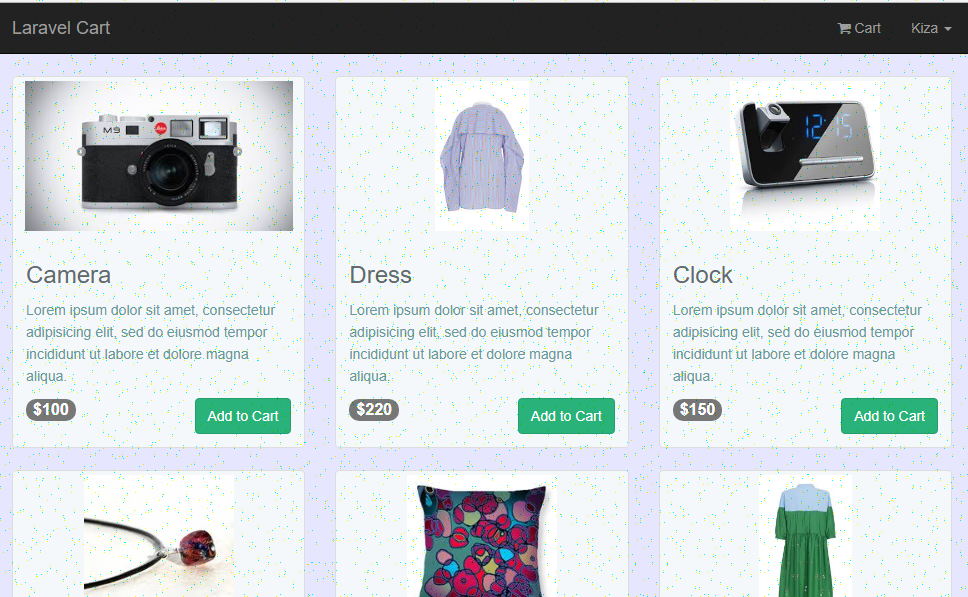 Laravel Cart
Cart
Kiza
M9
12:15
Camera
Lorem ipsum dolor sit amet, consectetur
adipisicing elit, sed do eiusmod tempor
incididunt ut labore et dolore magna
aliqua.
$100
Add to Cart
Dress
Lorem ipsum dolor sit amet, consectetur
adipisicing elit, sed do eiusmod tempor
incididunt ut labore et dolore magna
aliqua.
$220
Add to Cart
Clock
Lorem ipsum dolor sit amet, consectetur
adipisicing elit, sed do eiusmod tempor
incididunt ut labore et dolore magna
aliqua.
$150
Add to Cart